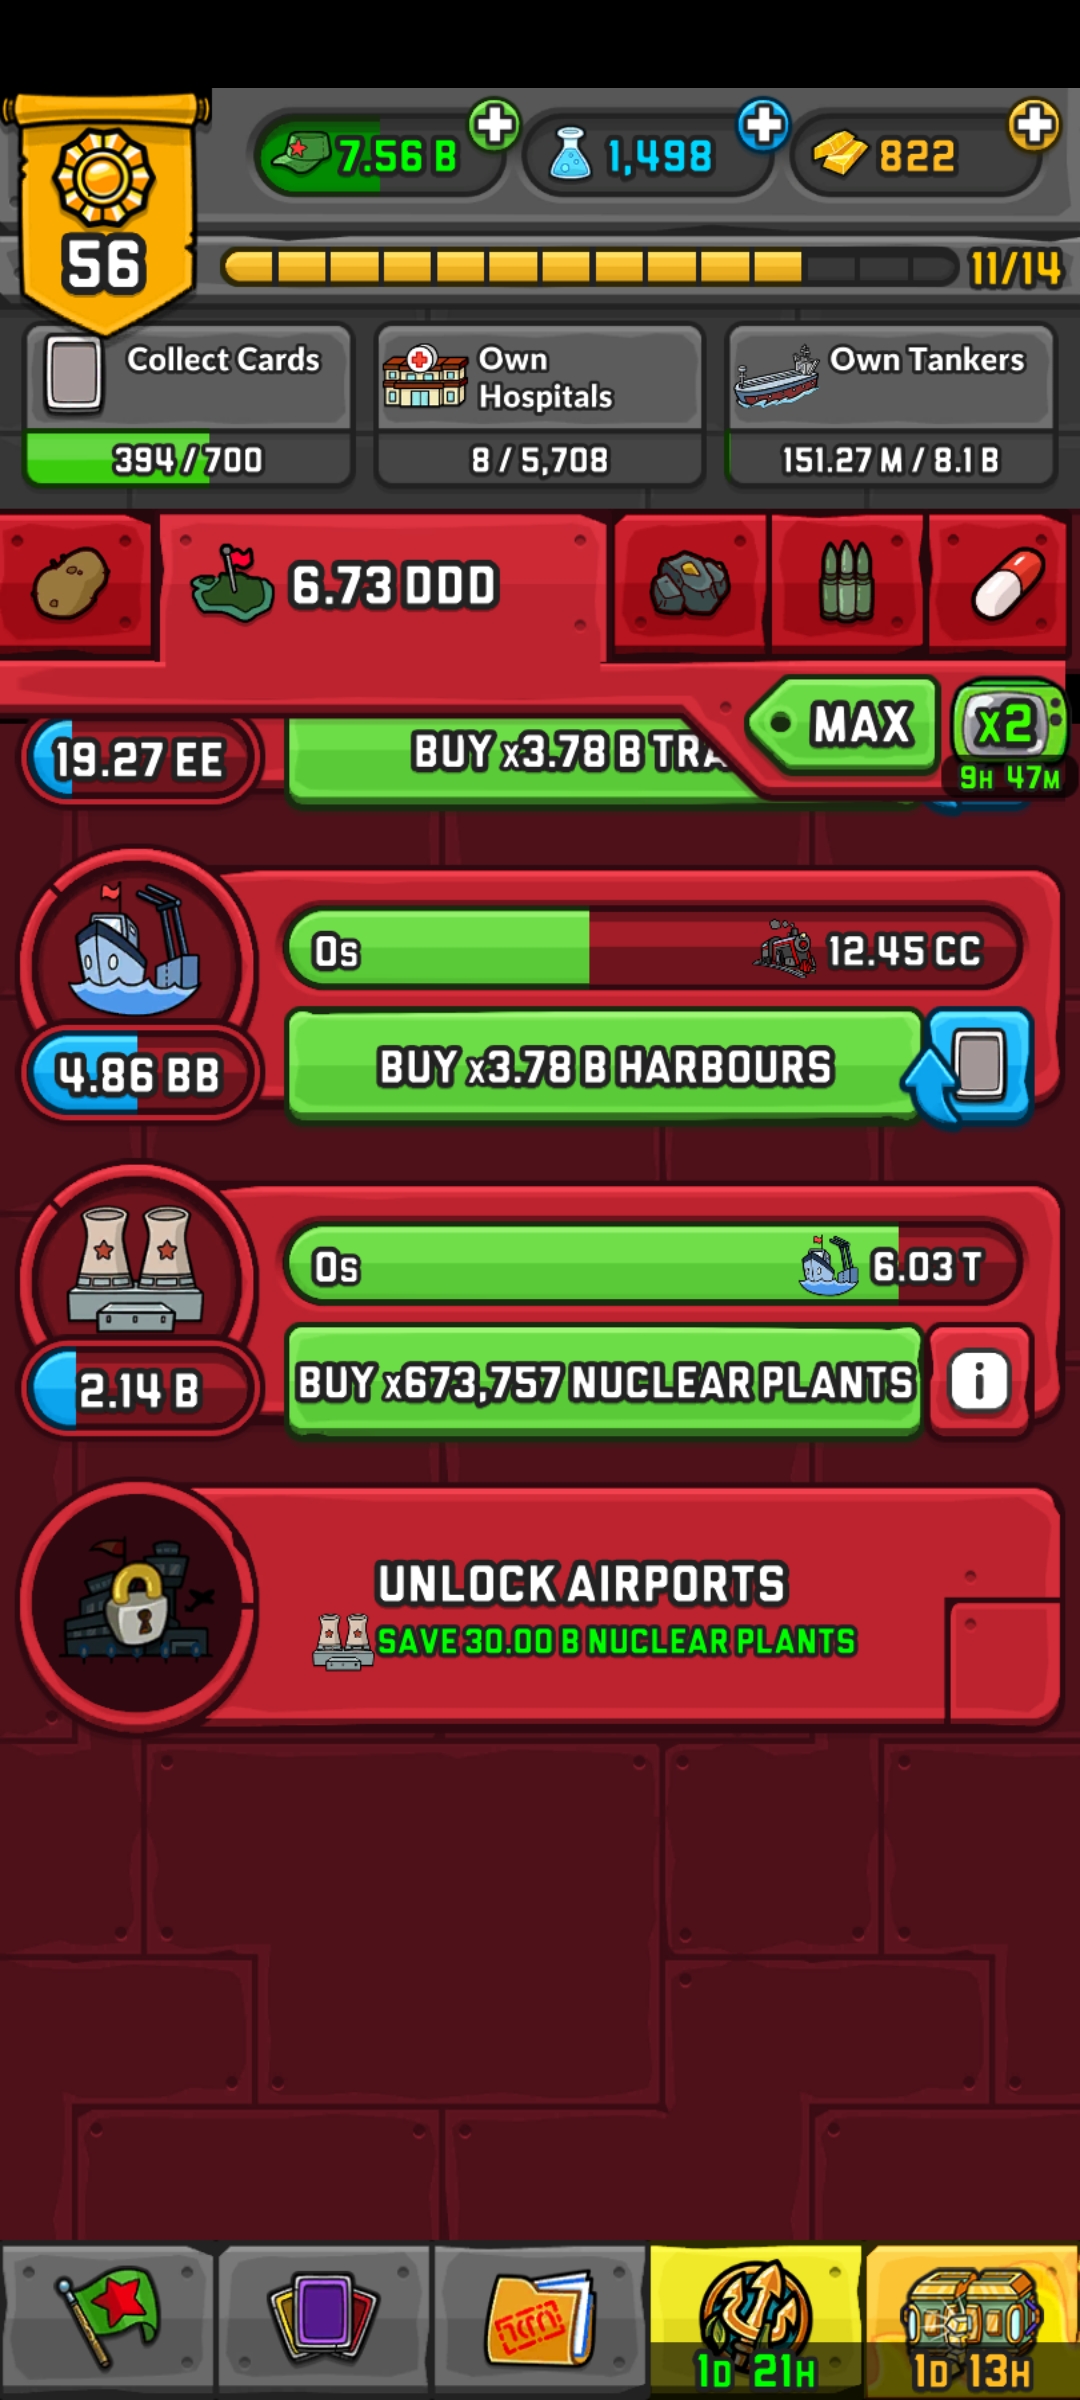 7.56 B
1,498
822
56
11/14
Collect Cards
Own
Hospitals
Own Tankers
394/700
8/5,708
151.27 M/8.1 B
6.73 DDD
MAX
x2
9H 47M
19.27 EE
BUY x3.78 B TRA
0s
12.45 CC
4.86 BB
BUY x3.78 B HARBOURS
0s
6.03 T
2.14 B
BUY x673,757 NUCLEAR PLANTS
i
UNLOCK AIRPORTS
SAVE 30.00 B NUCLEAR PLANTS
1D 21H
1D 13H